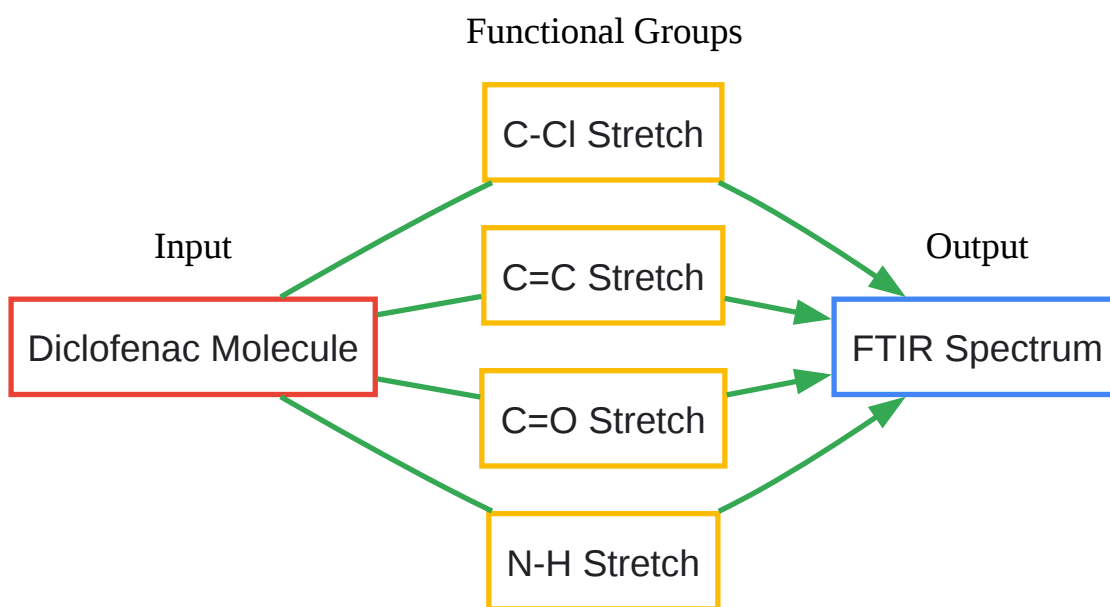 Functional Groups
C-Cl Stretch
Input
C=C Stretch
Output
Diclofenac Molecule
FTIR Spectrum
C=O Stretch
N-H Stretch